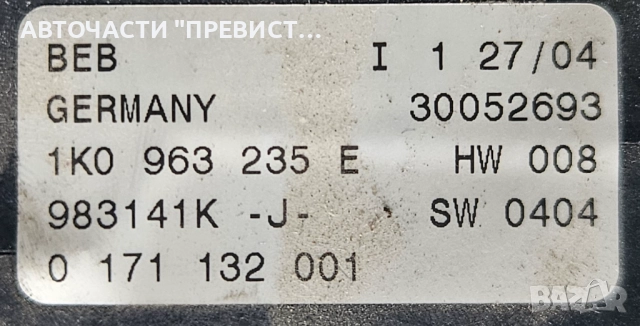 АВТОЧАСТИ "ПРЕВИСТ...
BEB I 1 27/04
GERMANY 30052693
1K0 963 235 E HW 008
983141K -J- SW 0404
0 171 132 001
BAZAR